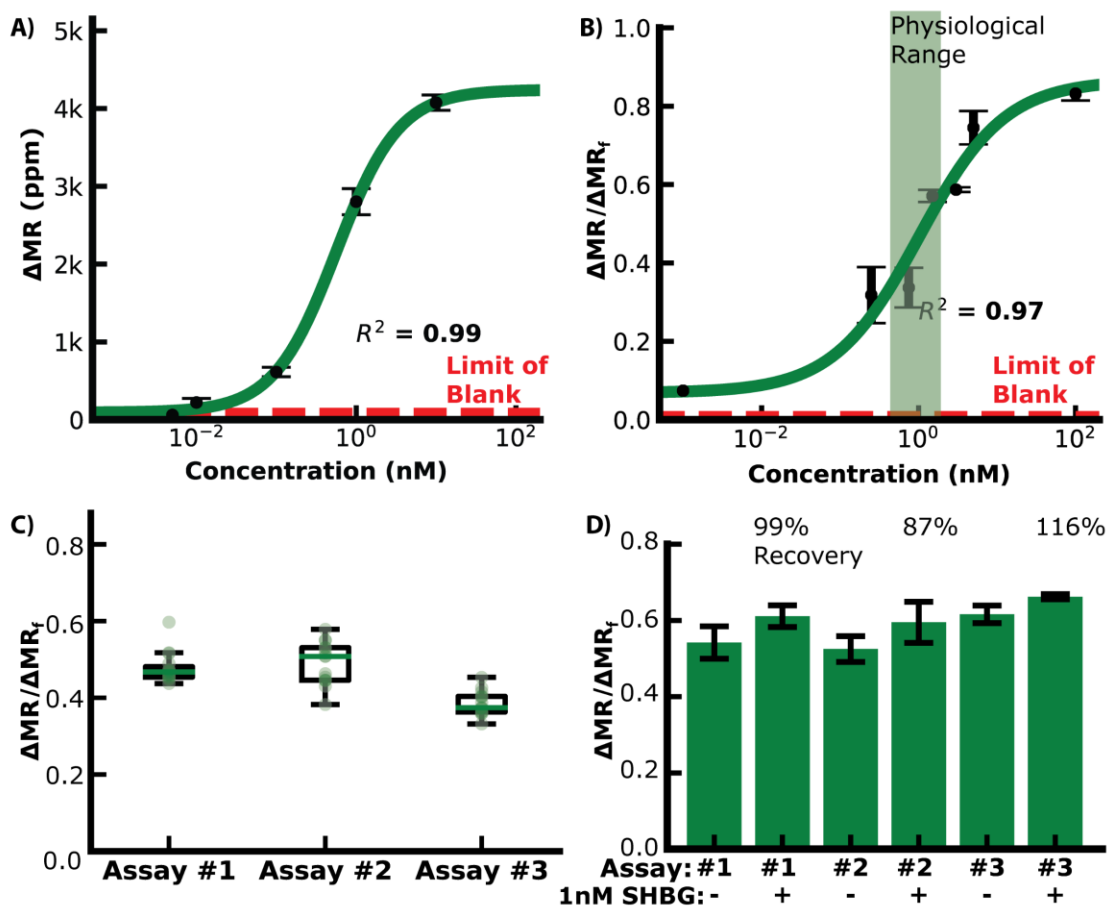 A)
5k
4k
3k
2k
1k
0
ΔMR (ppm)
R² = 0.99
Limit of
Blank
10⁻² 10⁰ 10²
Concentration (nM)
B)
1.0
0.8
0.6
0.4
0.2
0.0
ΔMR/ΔMRf
Physiological
Range
R² = 0.97
Limit of
Blank
10⁻² 10⁰ 10²
Concentration (nM)
C)
0.8
0.6
0.4
0.2
0.0
ΔMR/ΔMRf
Assay #1 Assay #2 Assay #3
D)
0.8
0.6
0.4
0.2
0.0
ΔMR/ΔMRf
99% 87% 116%
Recovery
Assay: #1 #1 #2 #2 #3 #3
1nM SHBG: - + - + - +